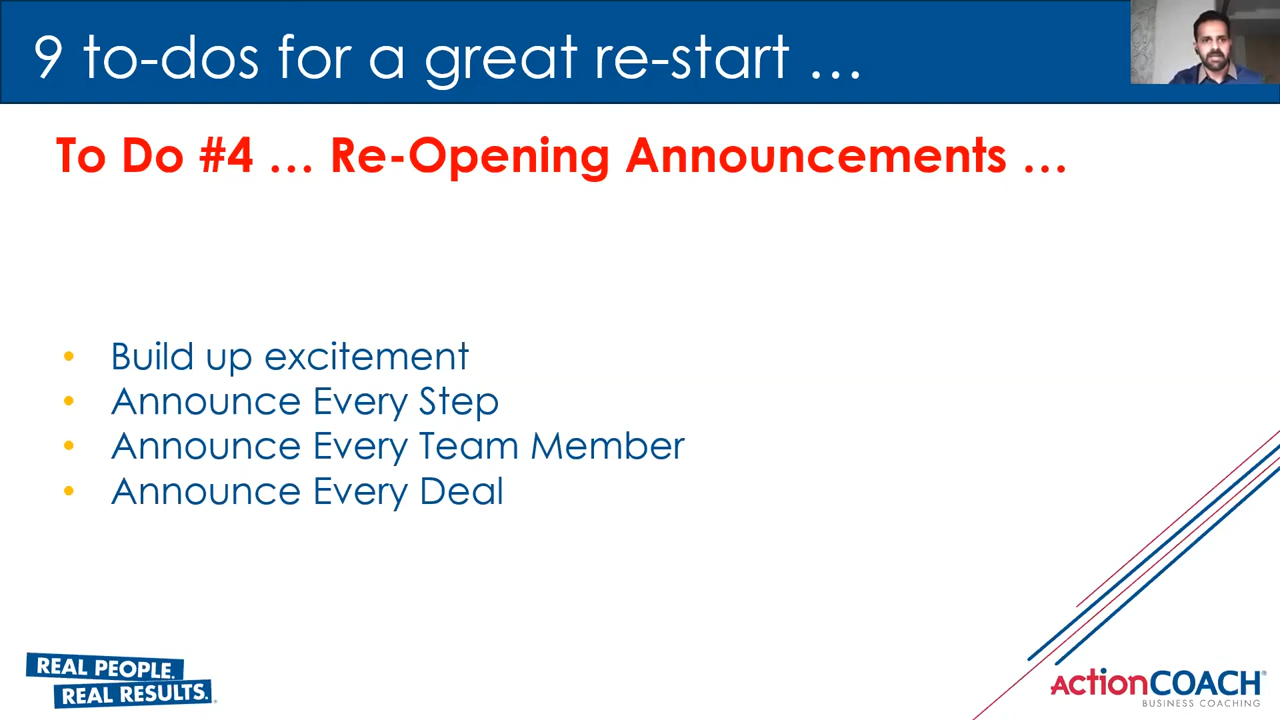 9 to-dos for a great re-start …
To Do #4 … Re-Opening Announcements …
• Build up excitement
• Announce Every Step
• Announce Every Team Member
• Announce Every Deal
REAL PEOPLE.
REAL RESULTS.
ActionCOACH®
BUSINESS COACHING